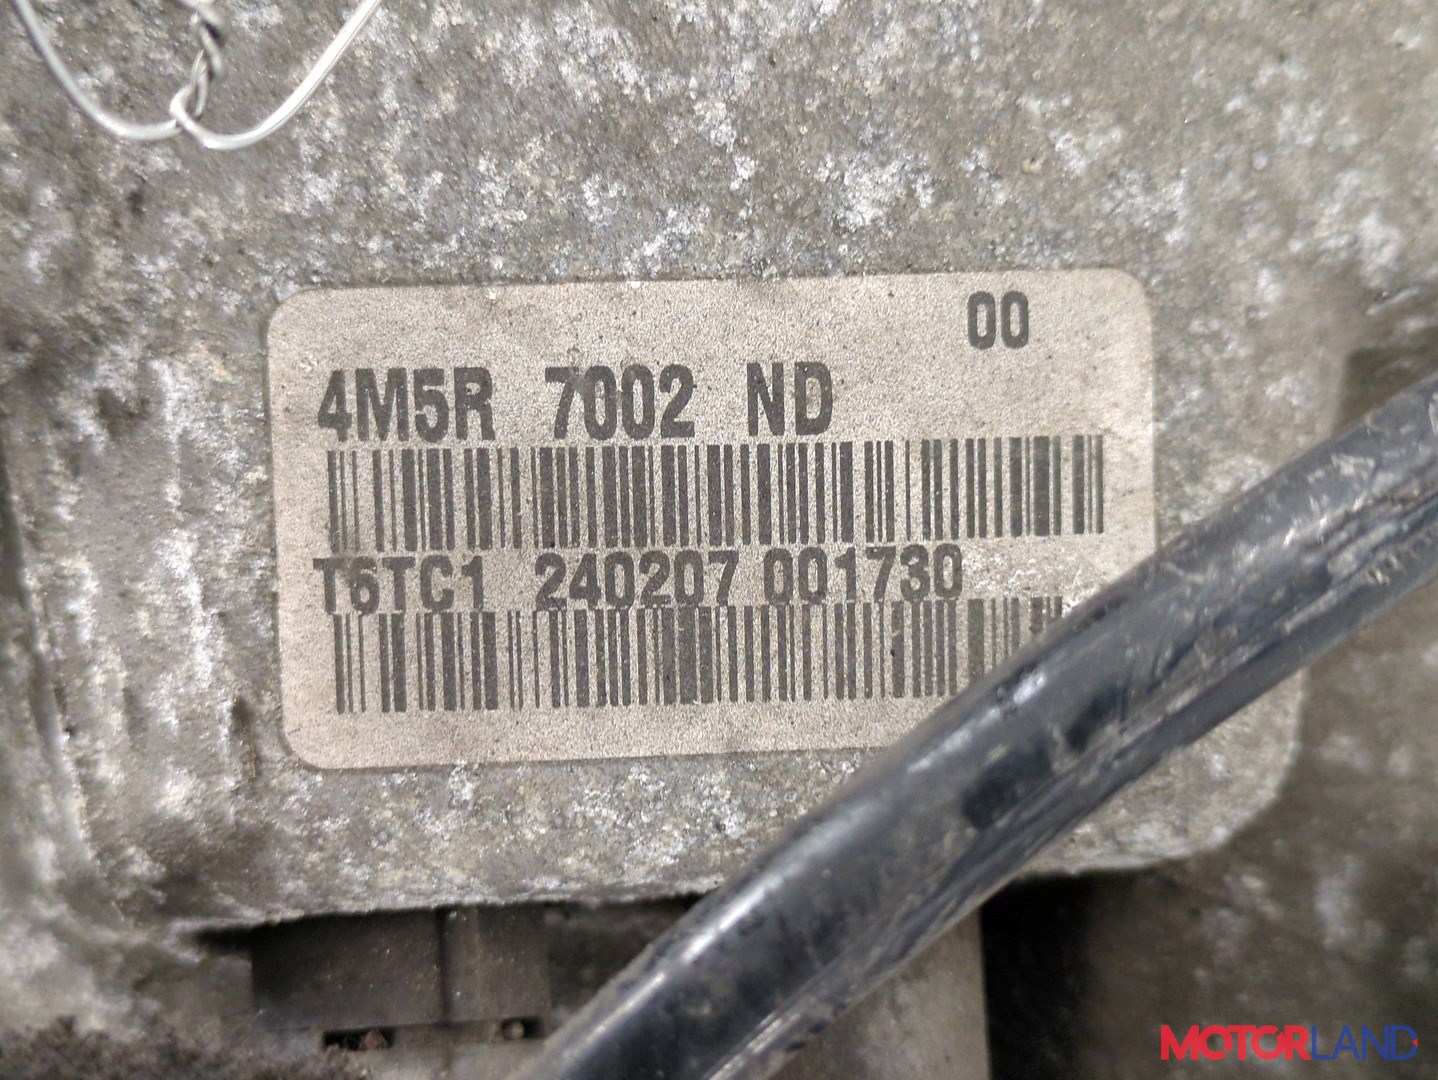 00
4M5R 7002 ND
T6TC1 240207 001730
MOTORLAND